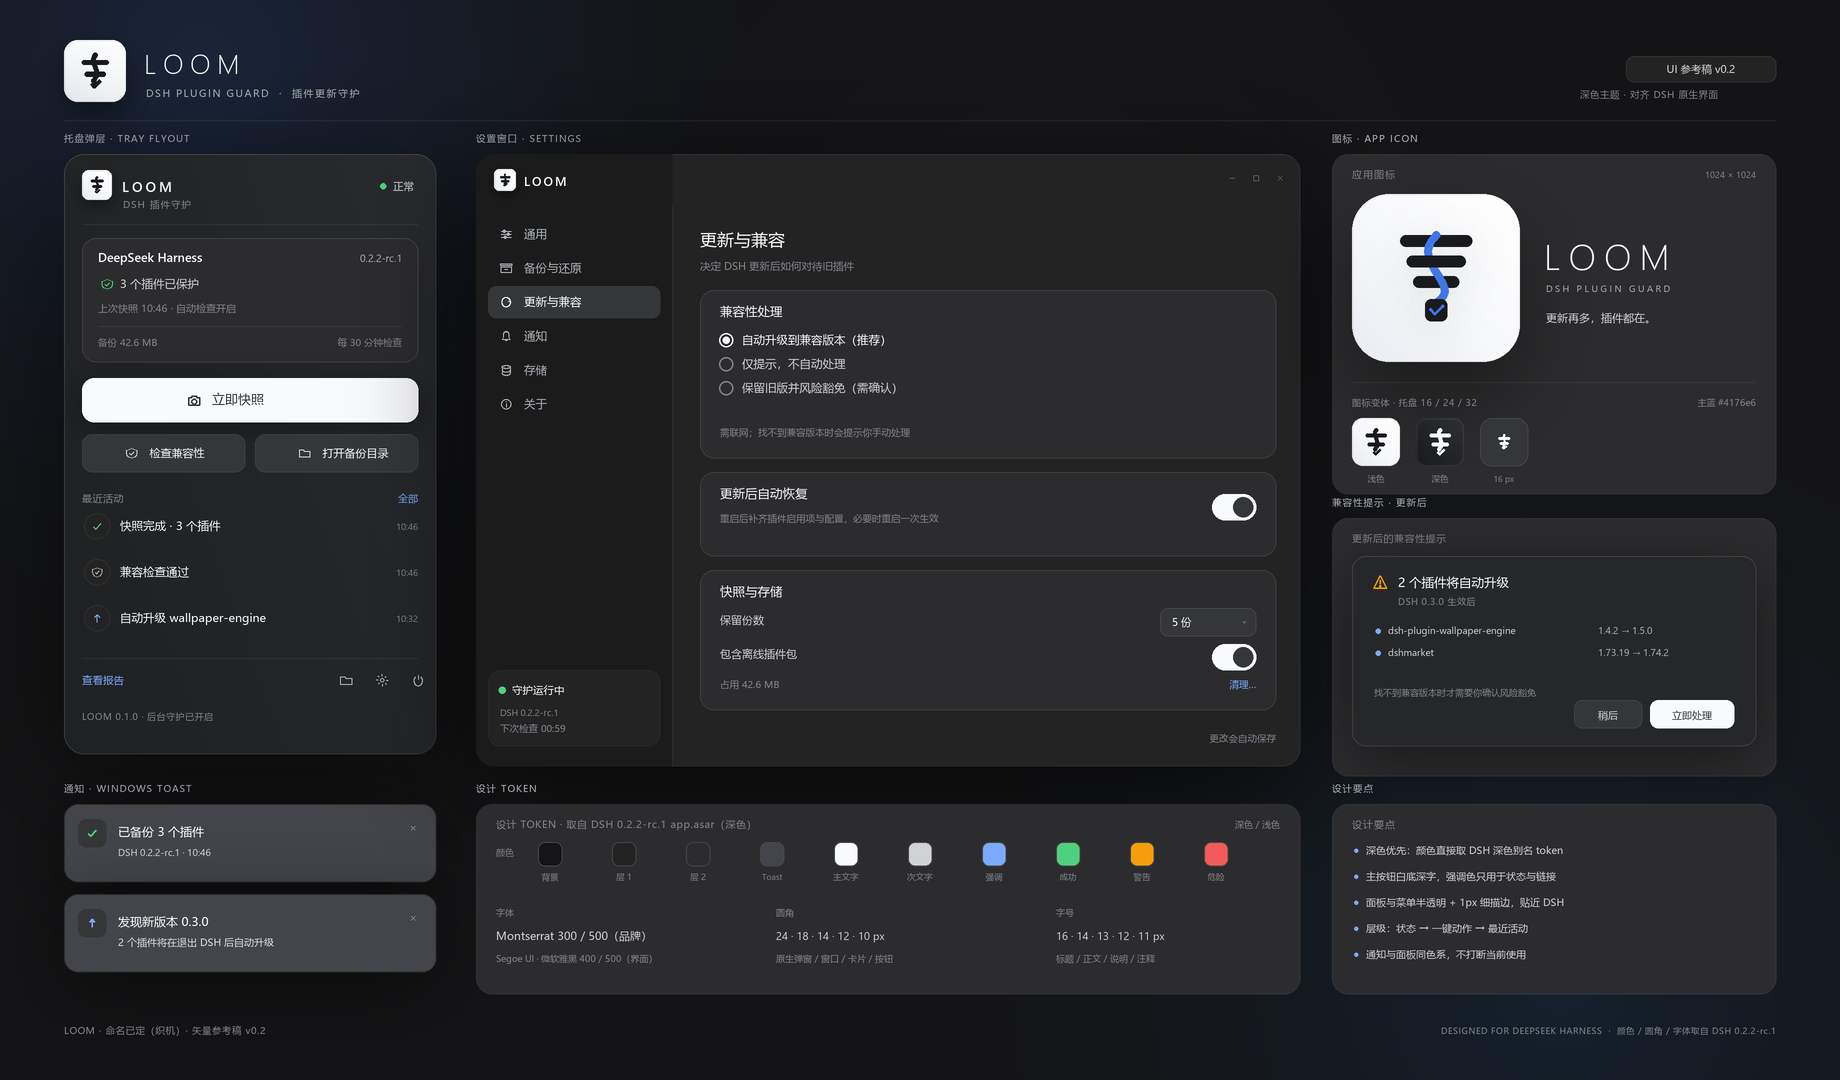 LOOM
DSH PLUGIN GUARD · 插件更新守护
UI 参考稿 v0.2
深色主题 · 对齐 DSH 原生界面
托盘弹层 · TRAY FLYOUT
LOOM
DSH 插件守护
正常
DeepSeek Harness
0.2.2-rc.1
3 个插件已保护
上次快照 10:46 · 自动检查开启
备份 42.6 MB
每 30 分钟检查
立即快照
检查兼容性
打开备份目录
最近活动
全部
快照完成 · 3 个插件
10:46
兼容检查通过
10:46
自动升级 wallpaper-engine
10:32
查看报告
LOOM 0.1.0 · 后台守护已开启
设置窗口 · SETTINGS
LOOM
通用
备份与还原
更新与兼容
通知
存储
关于
守护运行中
DSH 0.2.2-rc.1
下次检查 00:59
更新与兼容
决定 DSH 更新后如何对待旧插件
兼容性处理
自动升级到兼容版本（推荐）
仅提示，不自动处理
保留旧版并风险豁免（需确认）
需联网；找不到兼容版本时会提示你手动处理
更新后自动恢复
重启后补齐插件启用项与配置，必要时重启一次生效
快照与存储
保留份数
5 份
包含离线插件包
占用 42.6 MB
清理...
更改会自动保存
图标 · APP ICON
应用图标
1024 × 1024
LOOM
DSH PLUGIN GUARD
更新再多，插件都在。
图标变体 · 托盘 16 / 24 / 32
主蓝 #4176e6
浅色
深色
16 px
兼容性提示 · 更新后
更新后的兼容性提示
2 个插件将自动升级
DSH 0.3.0 生效后
dsh-plugin-wallpaper-engine
1.4.2 → 1.5.0
dshmarket
1.73.19 → 1.74.2
找不到兼容版本时才需要你确认风险豁免
稍后
立即处理
通知 · WINDOWS TOAST
已备份 3 个插件
DSH 0.2.2-rc.1 · 10:46
发现新版本 0.3.0
2 个插件将在退出 DSH 后自动升级
设计 TOKEN
设计 TOKEN · 取自 DSH 0.2.2-rc.1 app.asar（深色）
深色 / 浅色
颜色
背景
层 1
层 2
Toast
主文字
次文字
强调
成功
警告
危险
字体
圆角
字号
Montserrat 300 / 500（品牌）
24 · 18 · 14 · 12 · 10 px
16 · 14 · 13 · 12 · 11 px
Segoe UI · 微软雅黑 400 / 500（界面）
原生弹窗 / 窗口 / 卡片 / 按钮
标题 / 正文 / 说明 / 注释
设计要点
设计要点
深色优先：颜色直接取 DSH 深色别名 token
主按钮白底深字，强调色只用于状态与链接
面板与菜单半透明 + 1px 细描边，贴近 DSH
层级：状态 → 一键动作 → 最近活动
通知与面板同色系，不打断当前使用
LOOM · 命名已定（织机）· 矢量参考稿 v0.2
DESIGNED FOR DEEPSEEK HARNESS · 颜色 / 圆角 / 字体取自 DSH 0.2.2-rc.1